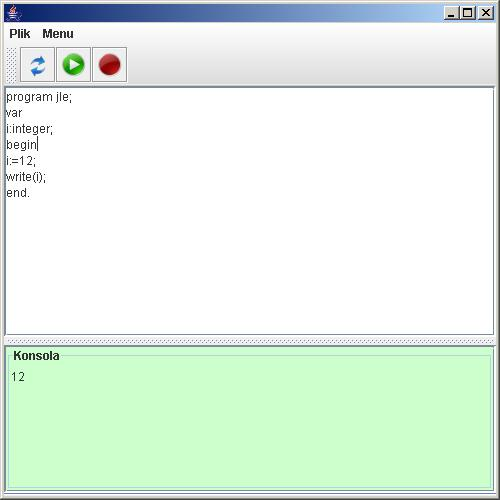 Plik Menu
program jle;
var
i:integer;
begin
i:=12;
write(i);
end.
Konsola
12